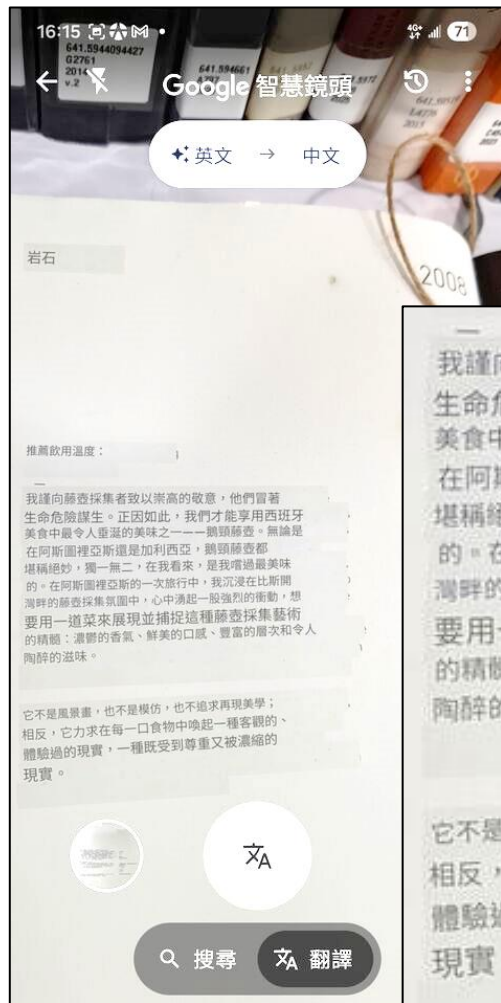 16:15
4G+
71
641.5944094427
G2761
2014
v.2
641.594661
A797
Google 智慧鏡頭
英文 → 中文
2008
岩石
推薦飲用溫度：
我謹向藤壺採集者致以崇高的敬意，他們冒著
生命危險謀生。正因如此，我們才能享用西班牙
美食中最令人垂涎的美味之一——鵝頸藤壺。無論是
在阿斯圖裡亞斯還是加利西亞，鵝頸藤壺都
堪稱絕妙，獨一無二，在我看來，是我嚐過最美味
的。在阿斯圖裡亞斯的一次旅行中，我沉浸在比斯開
灣畔的藤壺採集氛圍中，心中湧起一股強烈的衝動，想
要用一道菜來展現並捕捉這種藤壺採集藝術
的精髓：濃鬱的香氣、鮮美的口感、豐富的層次和令人
陶醉的滋味。
它不是風景畫，也不是模仿，也不追求再現美學；
相反，它力求在每一口食物中喚起一種客觀的、
體驗過的現實，一種既受到尊重又被濃縮的
現實。
搜尋
翻譯
我謹
生命
美食
在阿
堪稱
的。在
灣畔的
要用
的精
陶醉的
它不是
相反，
體驗
現實